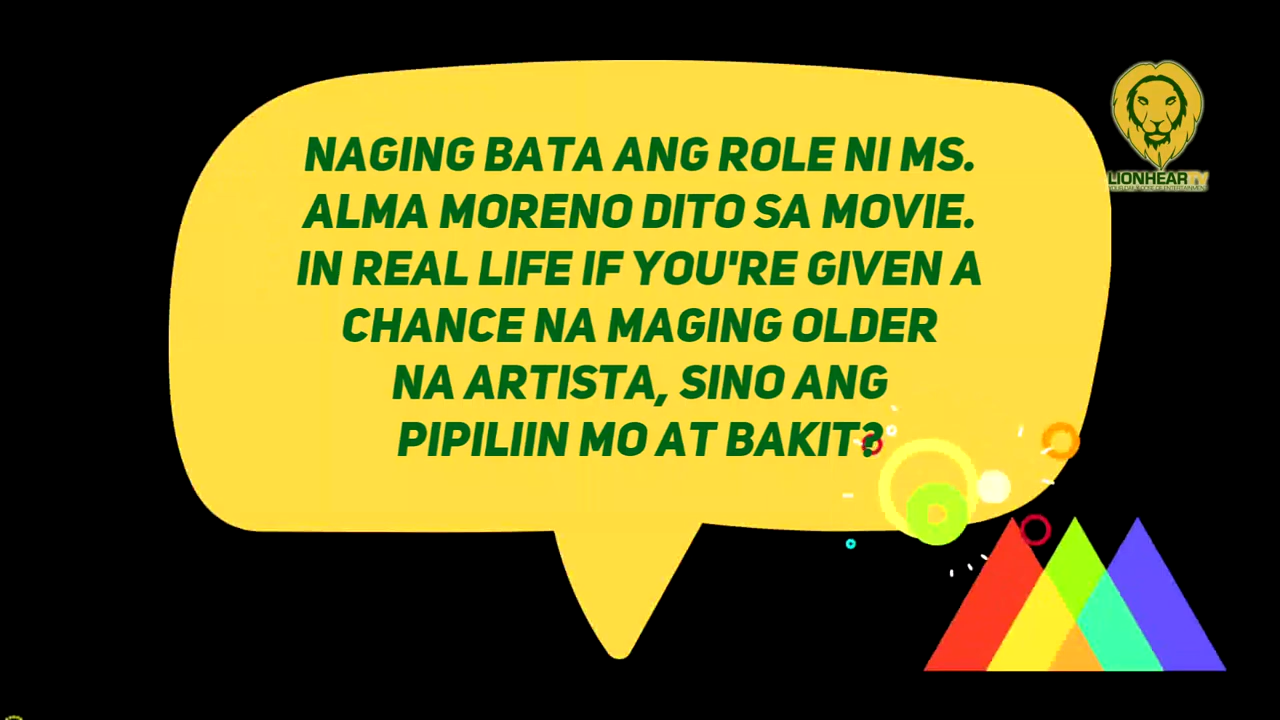 NAGING BATA ANG ROLE NI MS.
ALMA MORENO DITO SA MOVIE.
IN REAL LIFE IF YOU'RE GIVEN A
CHANCE NA MAGING OLDER
NA ARTISTA, SINO ANG
PIPILIIN MO AT BAKIT?
LIONHEARTV